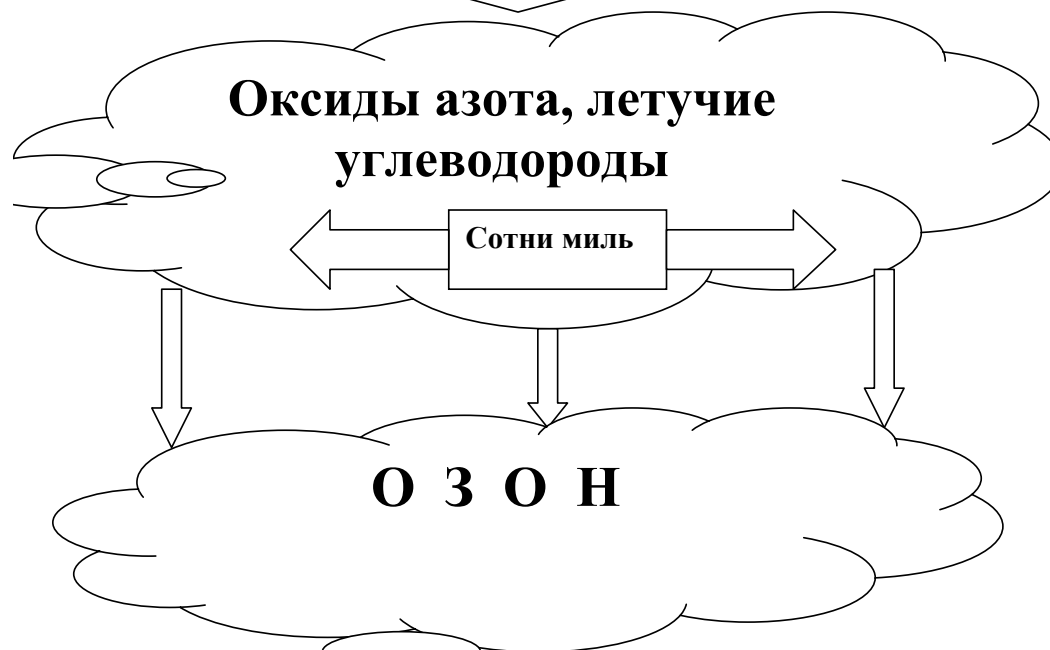 Оксиды азота, летучие
углеводороды
Сотни миль
О З О Н